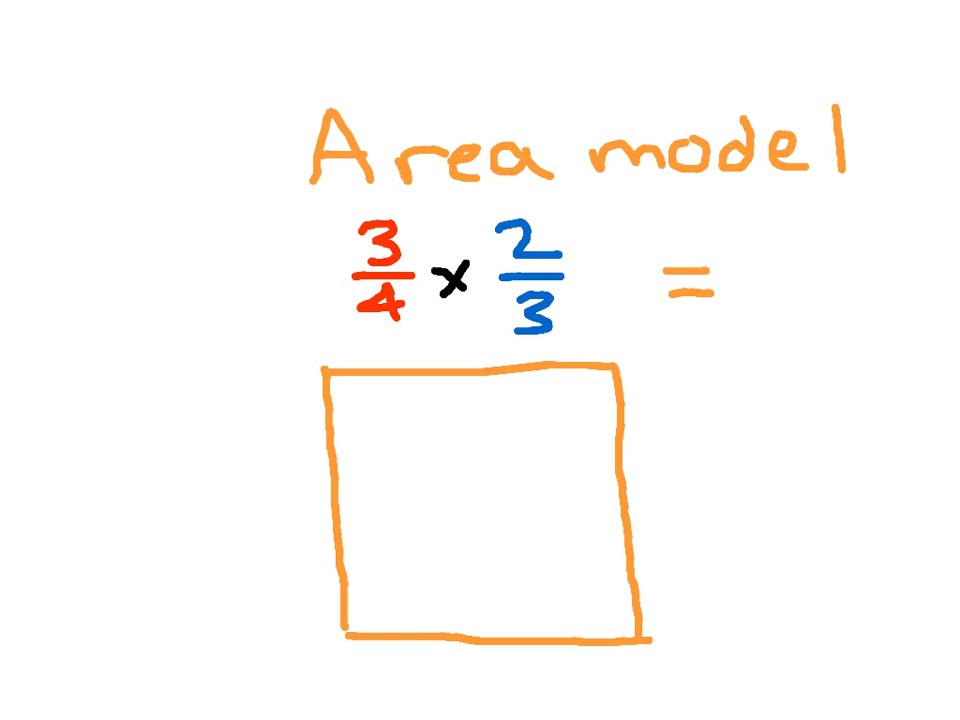 Area model
3/4 x 2/3 =